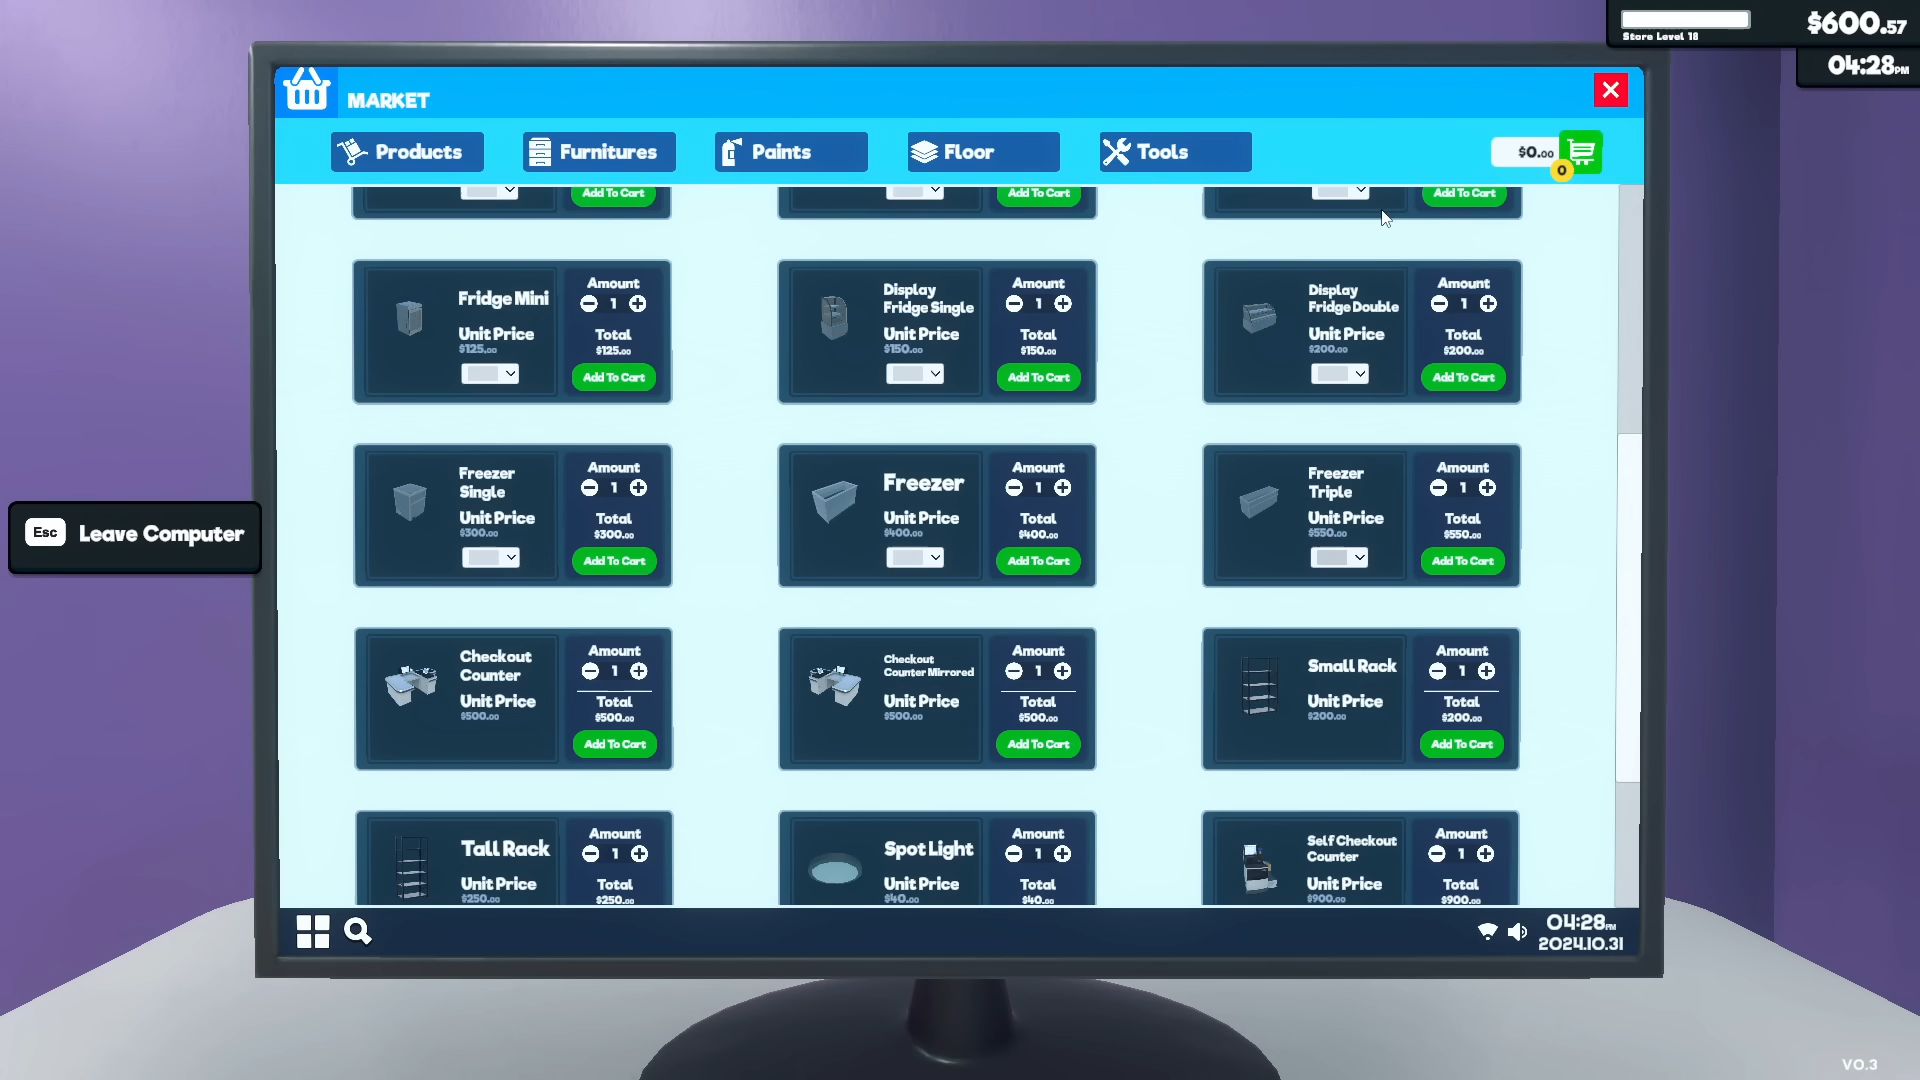 $600.57
Store Level 18
04:28PM
MARKET
Products
Furnitures
Paints
Floor
Tools
$0.00
0
Add To Cart
Add To Cart
Add To Cart
Fridge Mini
Unit Price
$125.00
Amount
1
Total
$125.00
Add To Cart
Display
Fridge Single
Unit Price
$150.00
Amount
1
Total
$150.00
Add To Cart
Display
Fridge Double
Unit Price
$200.00
Amount
1
Total
$200.00
Add To Cart
Freezer
Single
Unit Price
$300.00
Amount
1
Total
$300.00
Add To Cart
Freezer
Unit Price
$400.00
Amount
1
Total
$400.00
Add To Cart
Freezer
Triple
Unit Price
$550.00
Amount
1
Total
$550.00
Add To Cart
Esc Leave Computer
Checkout
Counter
Unit Price
$500.00
Amount
1
Total
$500.00
Add To Cart
Checkout
Counter Mirrored
Unit Price
$500.00
Amount
1
Total
$500.00
Add To Cart
Small Rack
Unit Price
$200.00
Amount
1
Total
$200.00
Add To Cart
Tall Rack
Unit Price
$250.00
Amount
1
Total
$250.00
Spot Light
Unit Price
$40.00
Amount
1
Total
$40.00
Self Checkout
Counter
Unit Price
$900.00
Amount
1
Total
$900.00
04:28PM
2024.10.31
V0.3